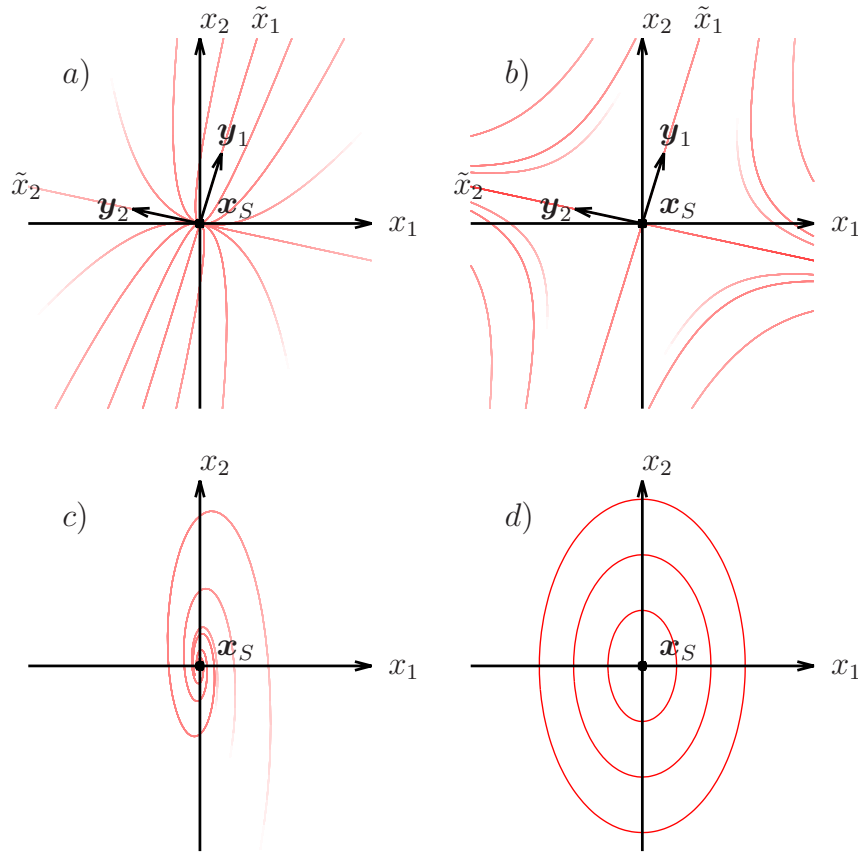 x₂ x̃₁ x̃₁
x₂
a) b)
y₁ y₁
x̃₂ y₂ x_S x₁
x̃₂ y₂ x_S x₁
x₂ x₂
c) d)
x_S x₁
x_S x₁